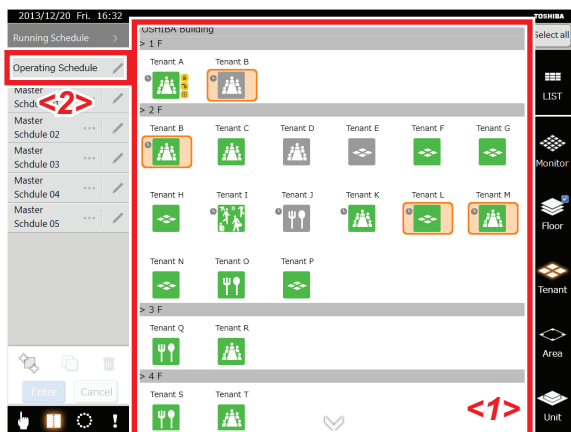 2013/12/20 Fri. 16:32
TOSHIBA
Running Schedule >
Operating Schedule
Master
<2>
Master
Schdule 02 ...
Master
Schdule 03 ...
Master
Schdule 04 ...
Master
Schdule 05 ...
Enter Cancel
OSHIBA Building
> 1 F
Tenant A Tenant B
> 2 F
Tenant B Tenant C Tenant D Tenant E Tenant F Tenant G
Tenant H Tenant I Tenant J Tenant K Tenant L Tenant M
Tenant N Tenant O Tenant P
> 3 F
Tenant Q Tenant R
> 4 F
Tenant S Tenant T
<1>
Select all
LIST
Monitor
Floor
Tenant
Area
Unit